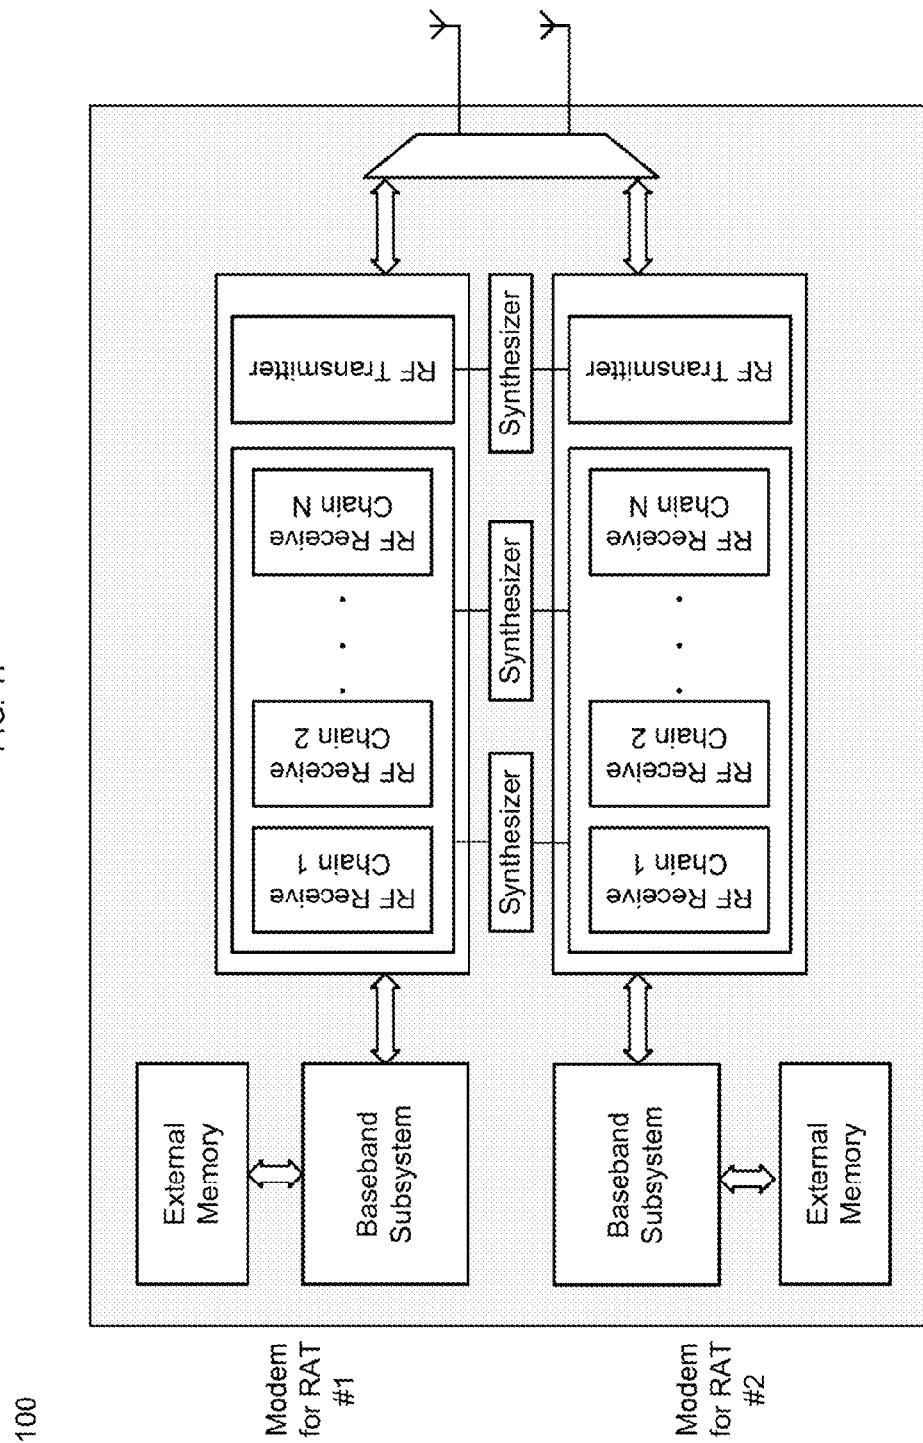 100
Modem
for RAT
#1
External
Memory
Baseband
Subsystem
RF Receive
Chain 1
RF Receive
Chain 2
. . .
RF Receive
Chain N
RF Transmitter
Synthesizer
Synthesizer
Synthesizer
Modem
for RAT
#2
Baseband
Subsystem
External
Memory
RF Receive
Chain 1
RF Receive
Chain 2
. . .
RF Receive
Chain N
RF Transmitter